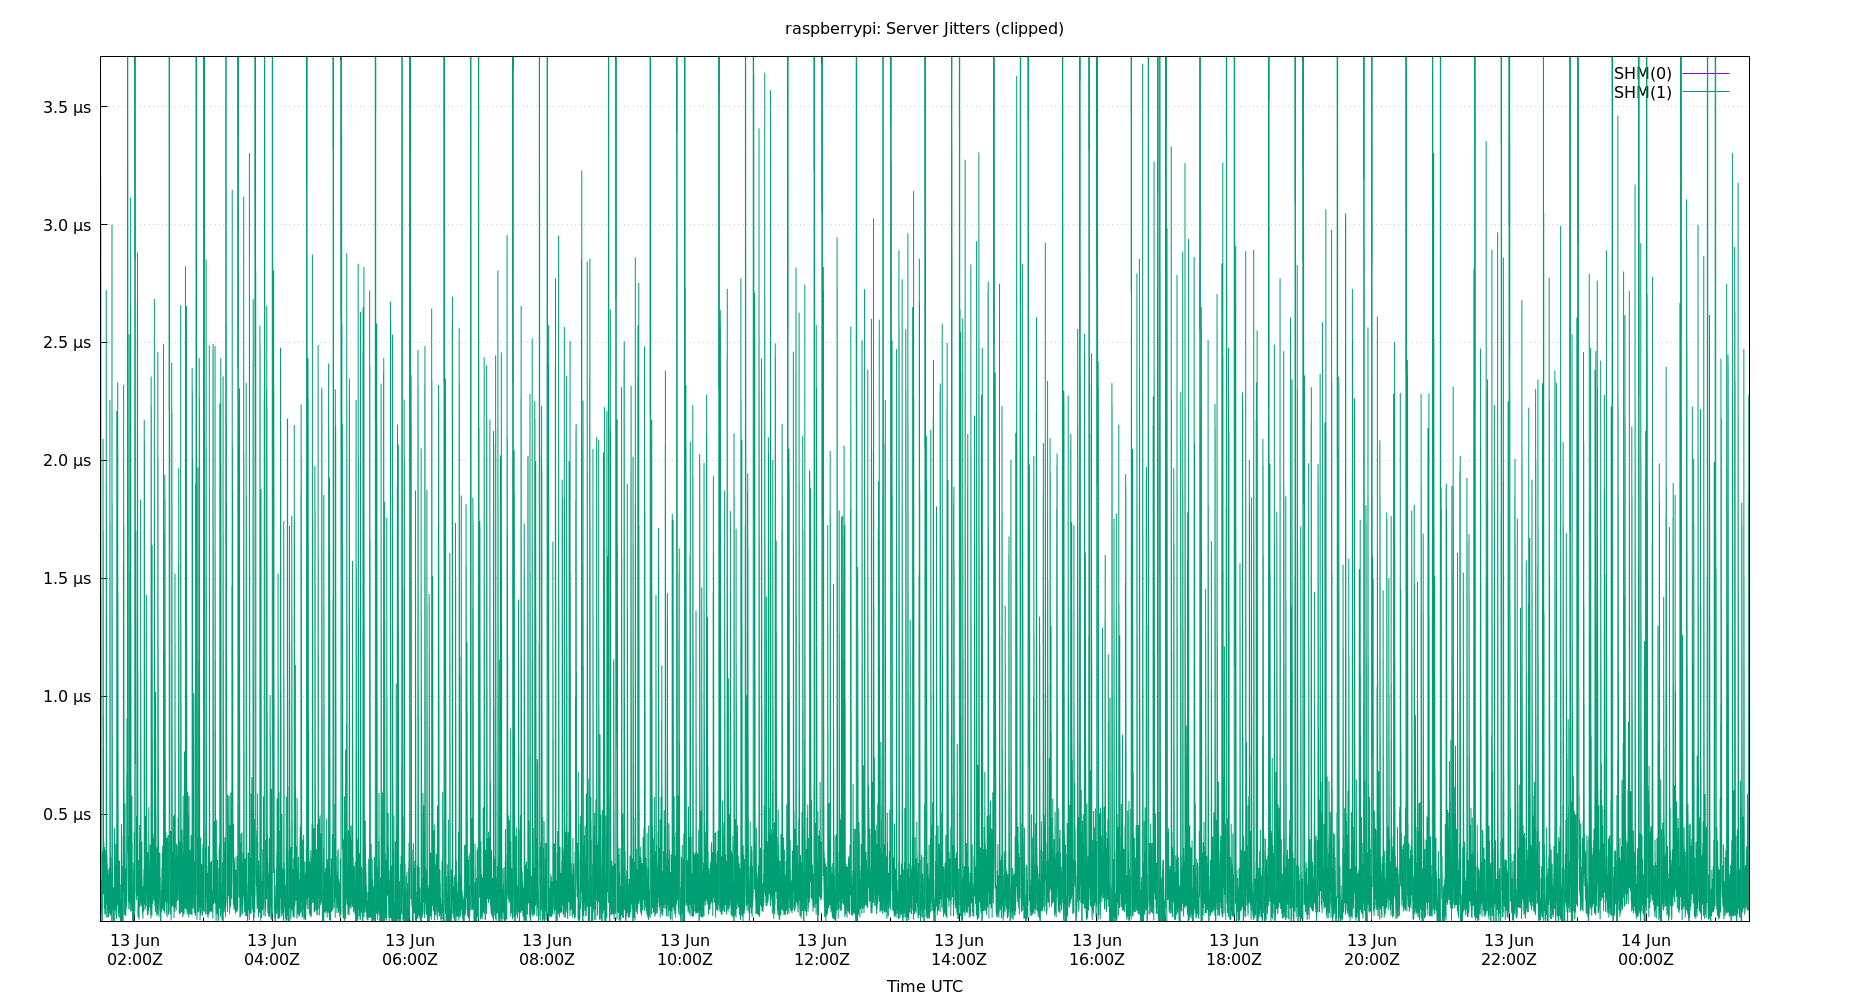 raspberrypi: Server Jitters (clipped)
SHM(0)
SHM(1)
3.5 µs
3.0 µs
2.5 µs
2.0 µs
1.5 µs
1.0 µs
0.5 µs
13 Jun 13 Jun 13 Jun 13 Jun 13 Jun 13 Jun 13 Jun 13 Jun 13 Jun 13 Jun 13 Jun 14 Jun
02:00Z 04:00Z 06:00Z 08:00Z 10:00Z 12:00Z 14:00Z 16:00Z 18:00Z 20:00Z 22:00Z 00:00Z
Time UTC